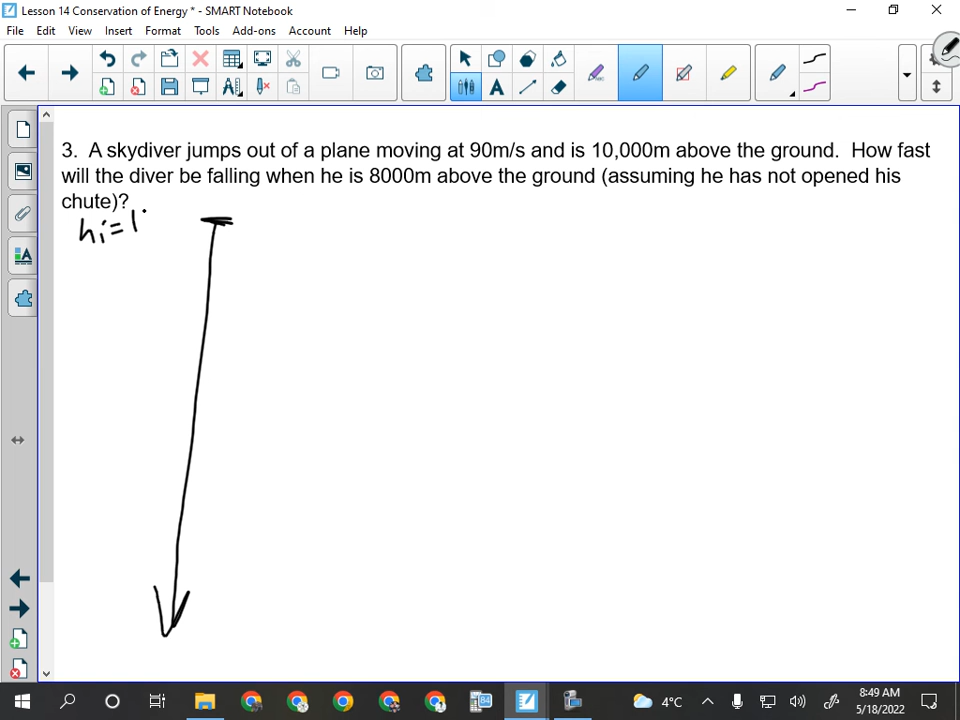 Lesson 14 Conservation of Energy * - SMART Notebook
File Edit View Insert Format Tools Add-ons Account Help
3. A skydiver jumps out of a plane moving at 90m/s and is 10,000m above the ground. How fast
will the diver be falling when he is 8000m above the ground (assuming he has not opened his
chute)?
hi=1
4°C
8:49 AM
5/18/2022